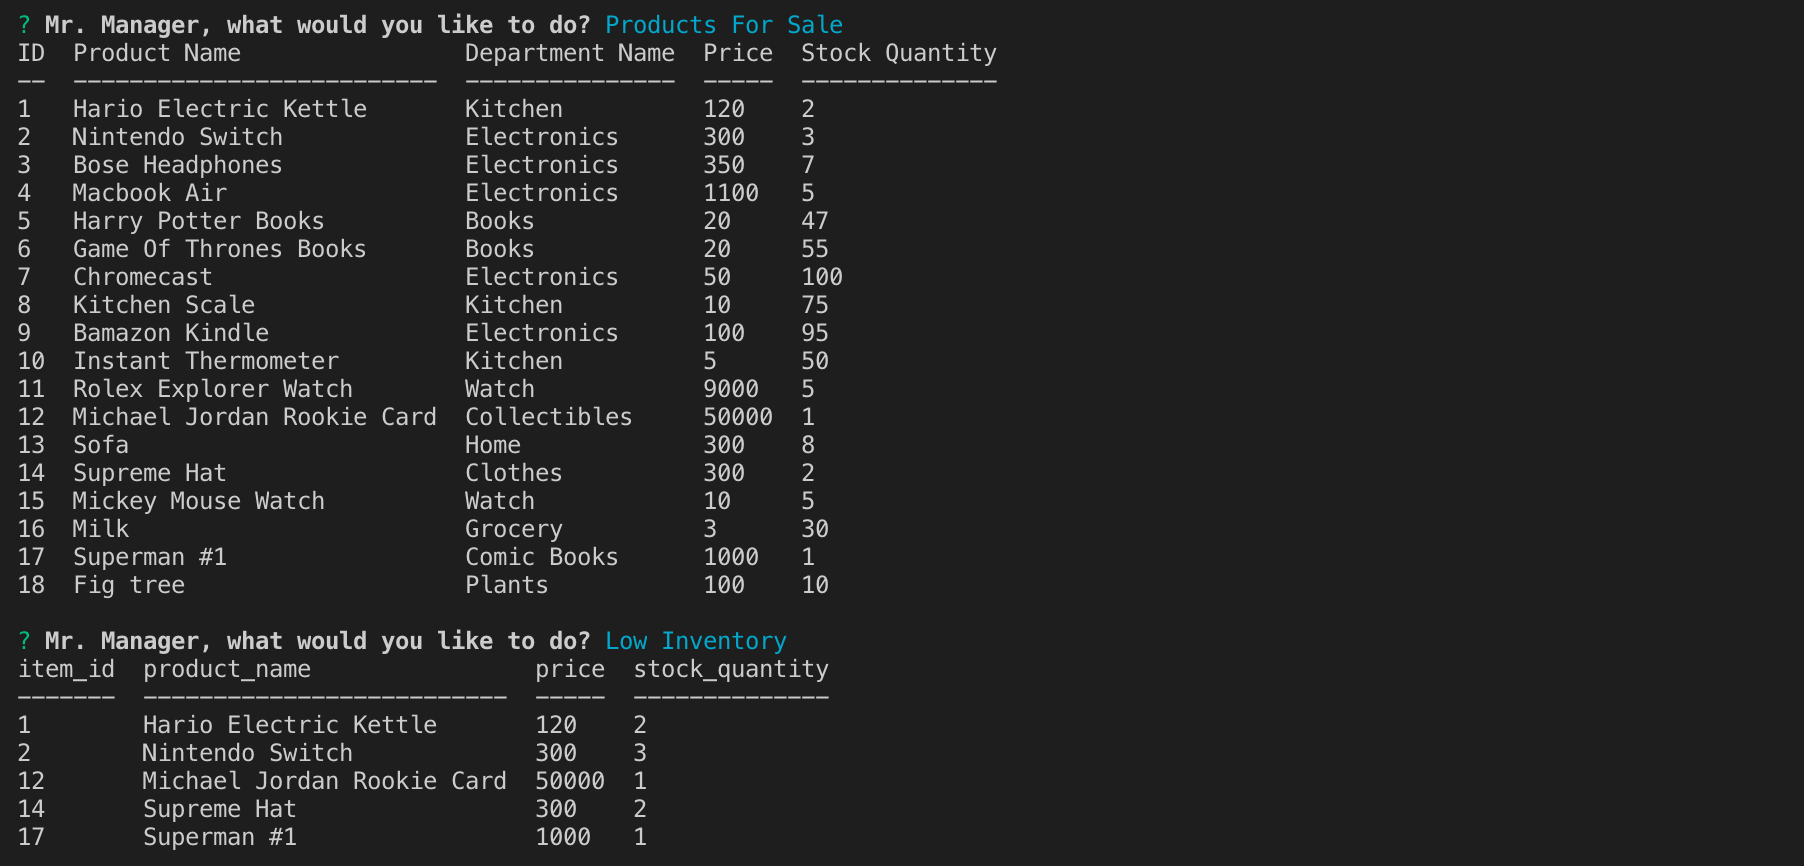 ? Mr. Manager, what would you like to do? Products For Sale
ID  Product Name                Department Name  Price  Stock Quantity
--  --------------------------  ---------------  -----  --------------
1   Hario Electric Kettle       Kitchen          120    2
2   Nintendo Switch             Electronics      300    3
3   Bose Headphones             Electronics      350    7
4   Macbook Air                 Electronics      1100   5
5   Harry Potter Books          Books            20     47
6   Game Of Thrones Books       Books            20     55
7   Chromecast                  Electronics      50     100
8   Kitchen Scale               Kitchen          10     75
9   Bamazon Kindle              Electronics      100    95
10  Instant Thermometer         Kitchen          5      50
11  Rolex Explorer Watch        Watch            9000   5
12  Michael Jordan Rookie Card  Collectibles     50000  1
13  Sofa                        Home             300    8
14  Supreme Hat                 Clothes          300    2
15  Mickey Mouse Watch          Watch            10     5
16  Milk                        Grocery          3      30
17  Superman #1                 Comic Books      1000   1
18  Fig tree                    Plants           100    10
? Mr. Manager, what would you like to do? Low Inventory
item_id  product_name                price  stock_quantity
-------  --------------------------  -----  --------------
1        Hario Electric Kettle       120    2
2        Nintendo Switch             300    3
12       Michael Jordan Rookie Card  50000  1
14       Supreme Hat                 300    2
17       Superman #1                 1000   1